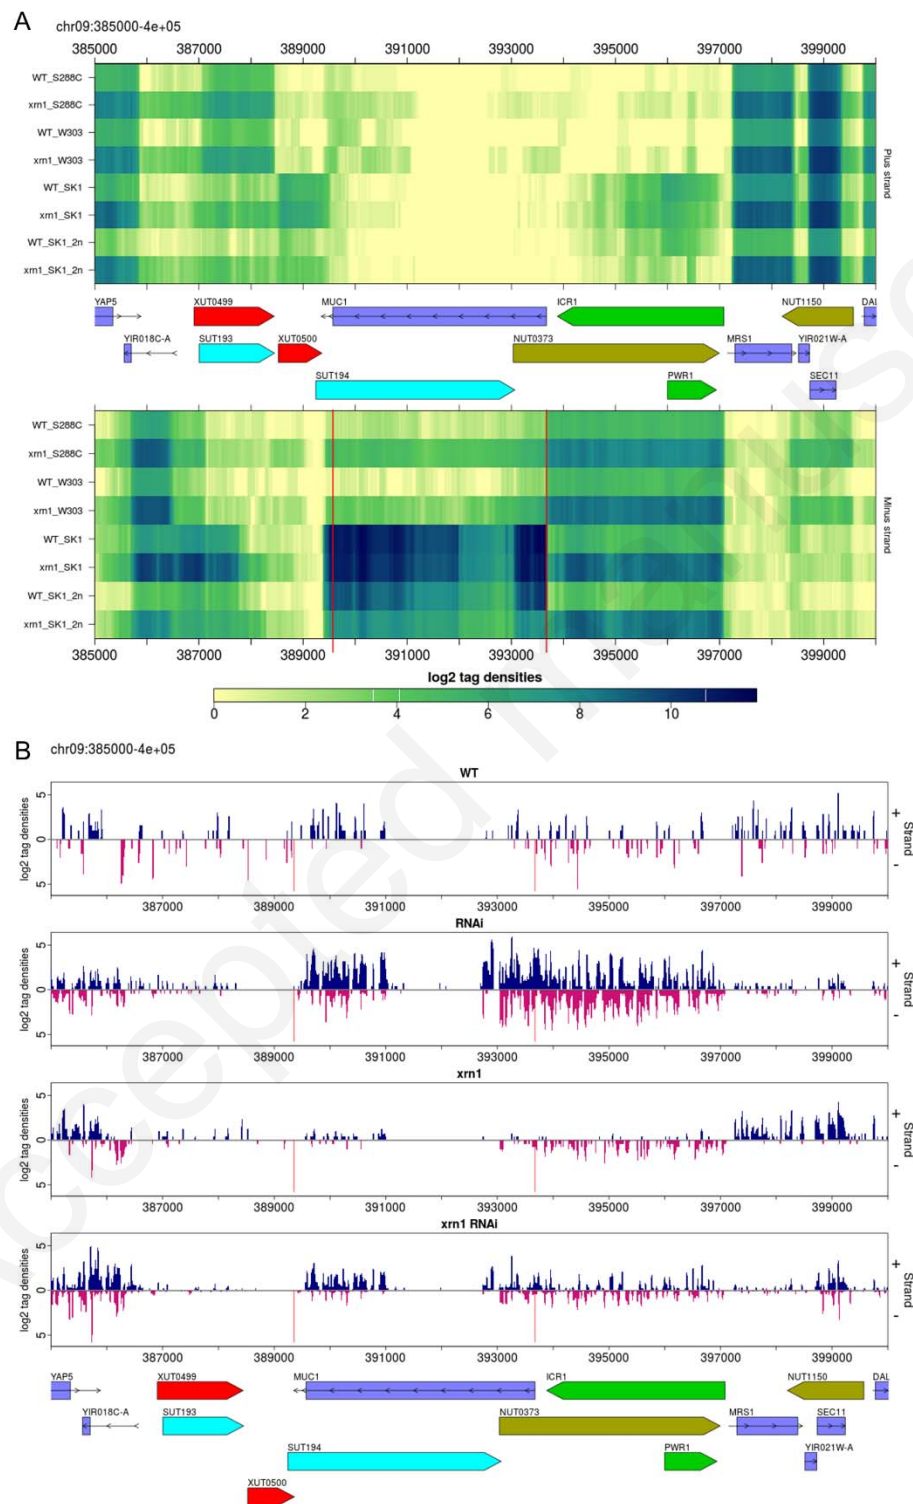 A
chr09:385000-4e+05
385000 387000 389000 391000 393000 395000 397000 399000
WT_S288C
xrn1_S288C
WT_W303
xrn1_W303
WT_SK1
xrn1_SK1
WT_SK1_2n
xrn1_SK1_2n
Plus strand
YAP5 XUT0499 MUC1 ICR1 NUT1150 DAL
YIR018C-A SUT193 XUT0500 NUT0373 MRS1 YIR021W-A
SUT194 PWR1 SEC11
WT_S288C
xrn1_S288C
WT_W303
xrn1_W303
WT_SK1
xrn1_SK1
WT_SK1_2n
xrn1_SK1_2n
Minus strand
385000 387000 389000 391000 393000 395000 397000 399000
log2 tag densities
0 2 4 6 8 10
B
chr09:385000-4e+05
WT
log2 tag densities
5 0 5
+ Strand -
387000 389000 391000 393000 395000 397000 399000
RNAi
log2 tag densities
5 0 5
+ Strand -
387000 389000 391000 393000 395000 397000 399000
xrn1
log2 tag densities
5 0 5
+ Strand -
387000 389000 391000 393000 395000 397000 399000
xrn1 RNAi
log2 tag densities
5 0 5
+ Strand -
387000 389000 391000 393000 395000 397000 399000
YAP5 XUT0499 MUC1 ICR1 NUT1150 DAL
YIR018C-A SUT193 NUT0373 MRS1 SEC11
SUT194 PWR1 YIR021W-A
XUT0500
ccepted manusc